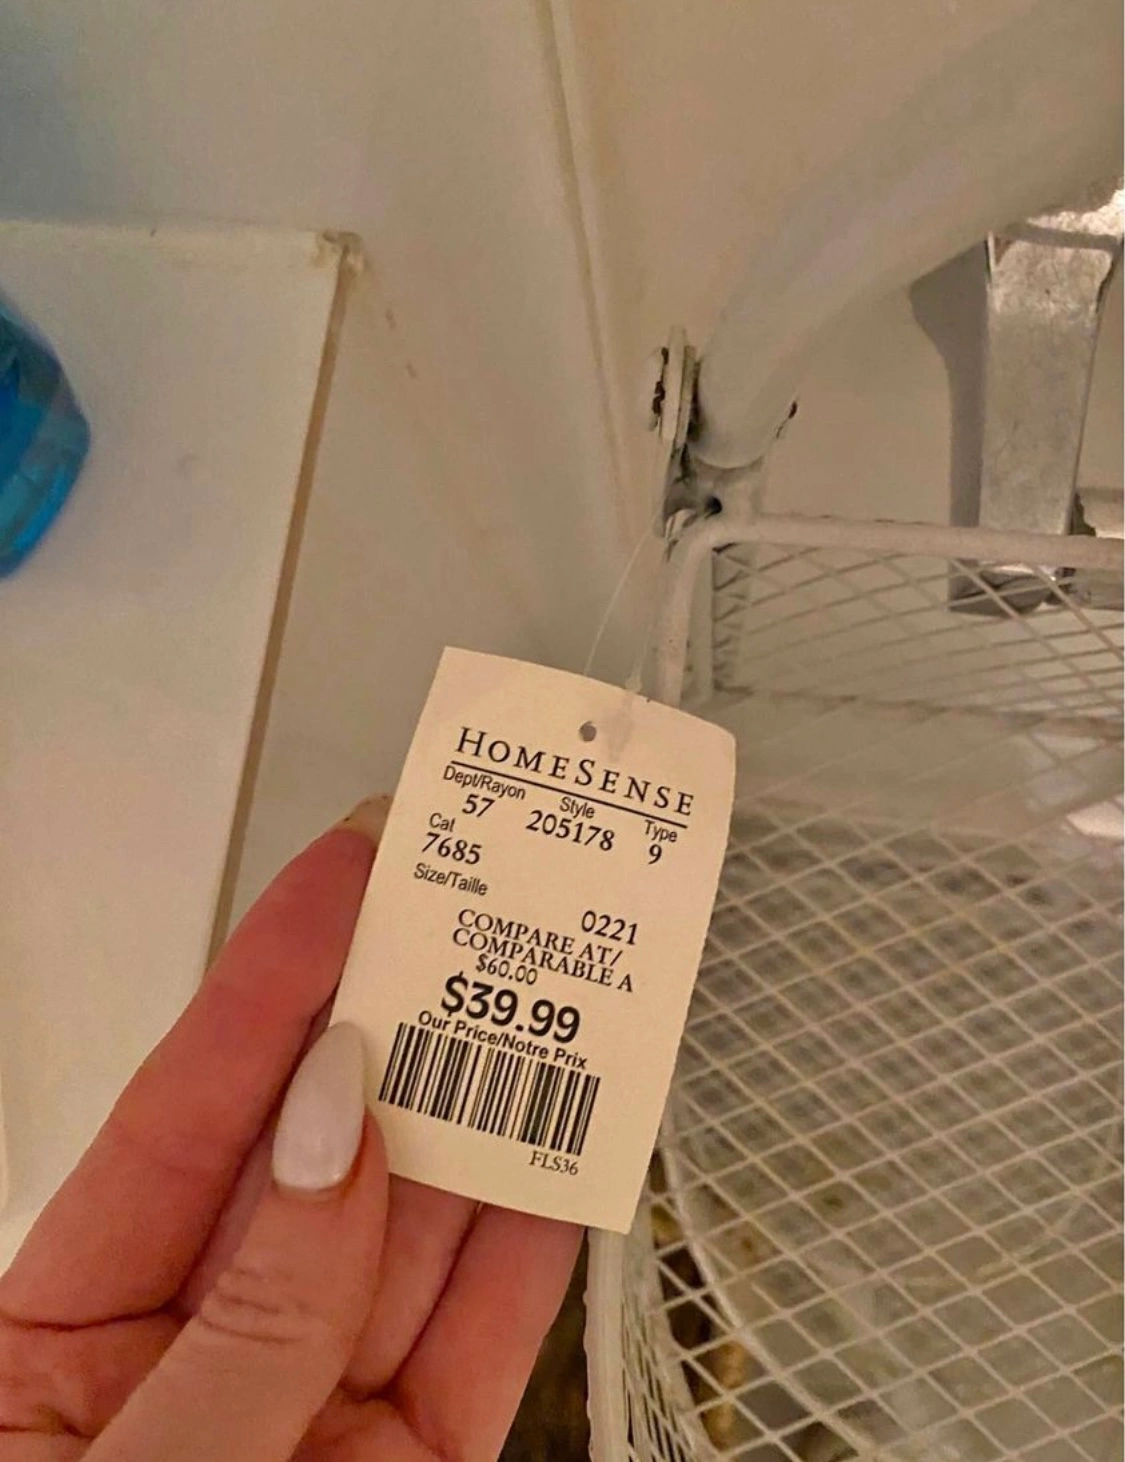 HOMESENSE
Dept/Rayon Style Type
57 205178 9
Cat
7685
Size/Taille
0221
COMPARE AT/
COMPARABLE A
$60.00
$39.99
Our Price/Notre Prix
FLS36